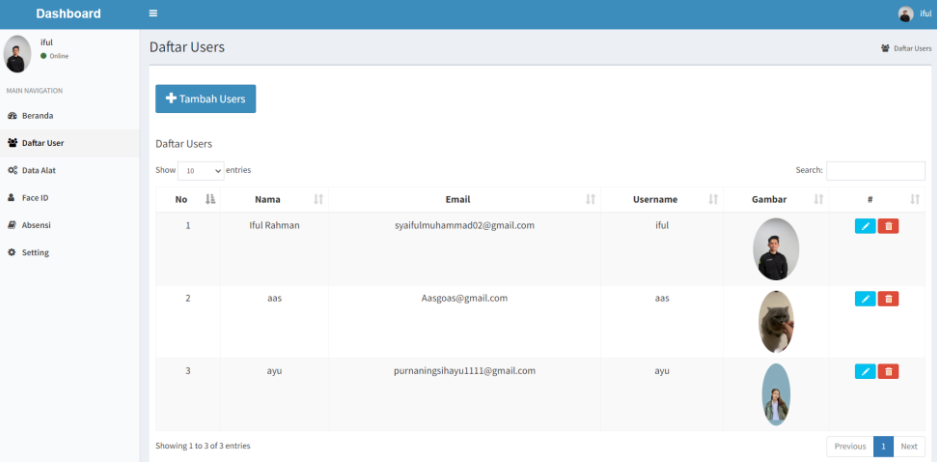 Dashboard
iful
iful
Online
MAIN NAVIGATION
Beranda
Daftar User
Data Alat
Face ID
Absensi
Setting
Daftar Users
Daftar Users
Tambah Users
Daftar Users
Show 10 entries
Search:
No Nama Email Username Gambar #
1 Iful Rahman syaifulmuhammad02@gmail.com iful
2 aas Aasgoas@gmail.com aas
3 ayu purnaningsihayu1111@gmail.com ayu
Showing 1 to 3 of 3 entries
Previous 1 Next